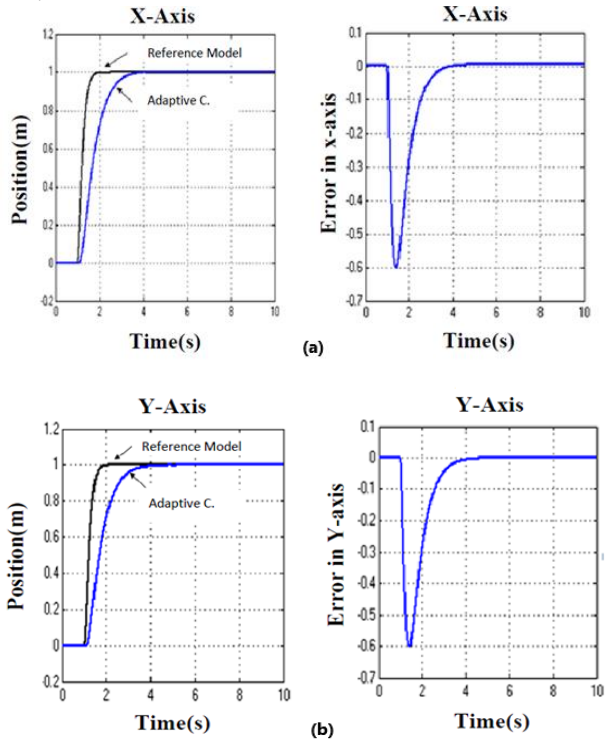 X-Axis
1.2
1
0.8
0.6
0.4
0.2
0
-0.2
Position(m)
Reference Model
Adaptive C.
0 2 4 6 8 10
Time(s)
X-Axis
0.1
0
-0.1
-0.2
-0.3
-0.4
-0.5
-0.6
0.7
Error in x-axis
0 2 4 6 8 10
Time(s)
(a)
Y-Axis
1.2
1
0.8
0.6
0.4
0.2
0
-0.2
Position(m)
Reference Model
Adaptive C.
0 2 4 6 8 10
Time(s)
Y-Axis
0.1
0
-0.1
-0.2
-0.3
-0.4
-0.5
-0.6
-0.7
Error in Y-axis
0 2 4 6 8 10
Time(s)
(b)